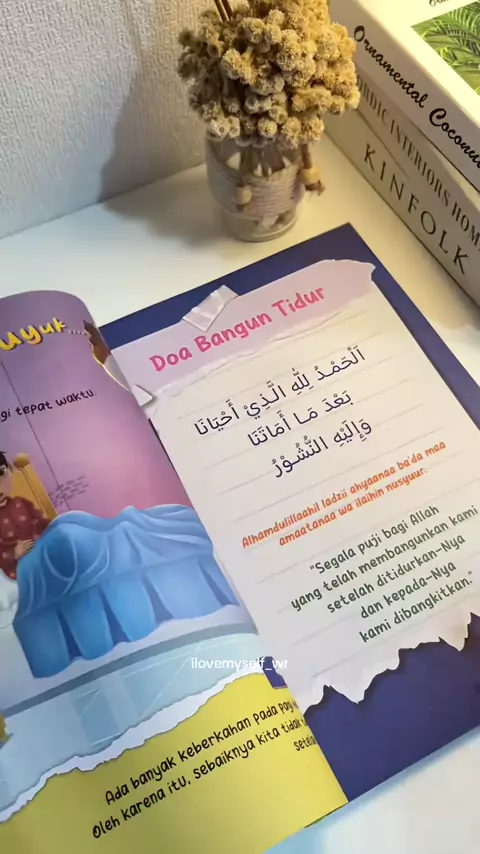 gi tepat waktu.
Ada banyak keberkahan pada pagi
Oleh karena itu, sebaiknya kita tidak
Doa Bangun Tidur
اَلْحَمْدُ لِلّٰهِ الَّذِيْ أَحْيَانَا
بَعْدَ مَا أَمَاتَنَا
وَإِلَيْهِ النُّشُوْرُ
Alhamdulillaahil ladzii ahyaanaa ba'da maa
amaatanaa wa ilaihin nusyuur.
"Segala puji bagi Allah
yang telah membangunkan kami
setelah ditidurkan-Nya
dan kepada-Nya
kami dibangkitkan."
ilovemyself_wr
Ornamental Coconut
NORDIC INTERIORS HOM
KINFOLK